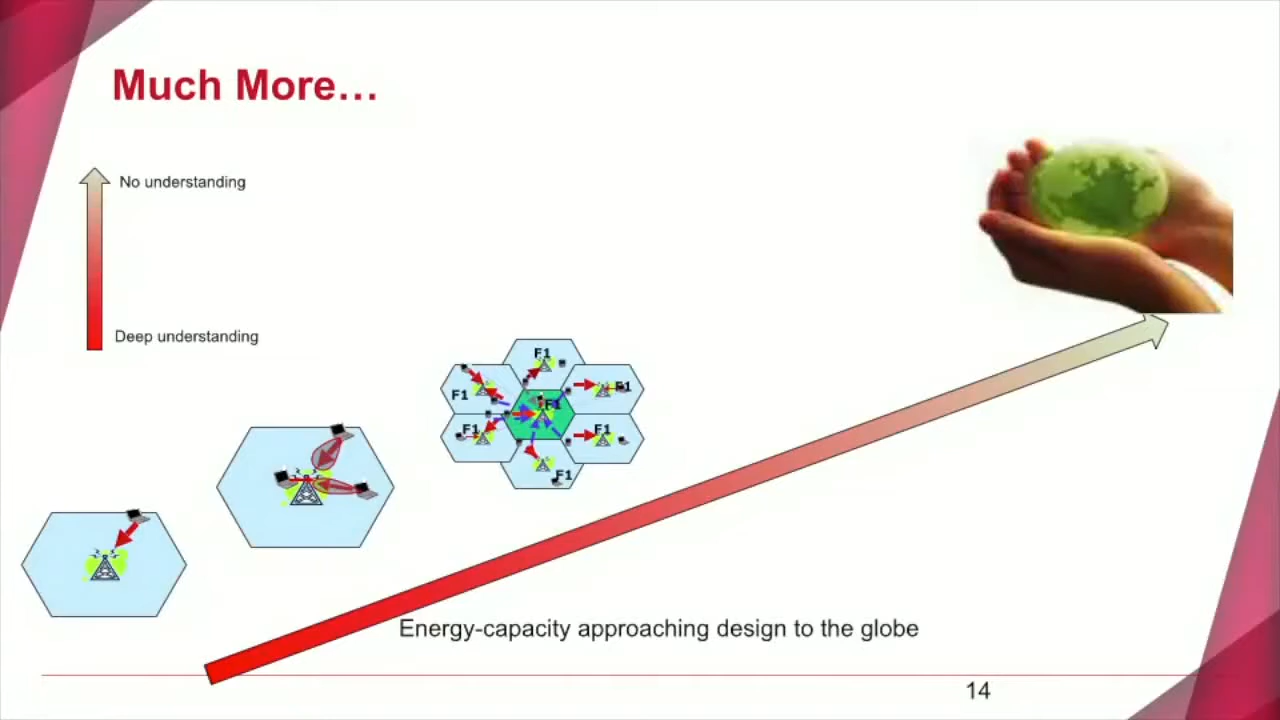 Much More…
No understanding
Deep understanding
F1
F1
F1
F1
F1
F1
F1
Energy-capacity approaching design to the globe
14